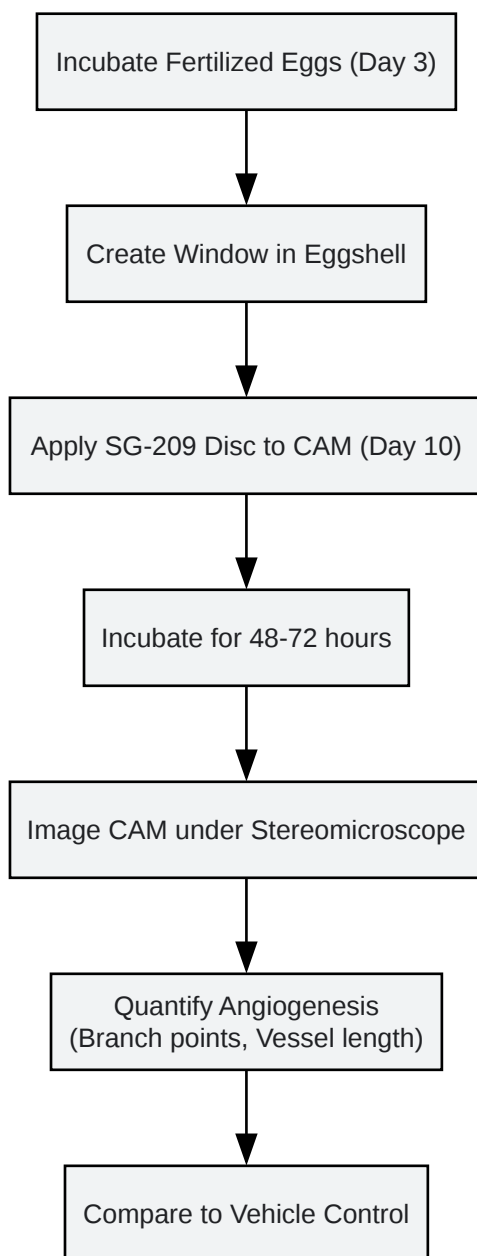 Incubate Fertilized Eggs (Day 3)
Create Window in Eggshell
Apply SG-209 Disc to CAM (Day 10)
Incubate for 48-72 hours
Image CAM under Stereomicroscope
Quantify Angiogenesis
(Branch points, Vessel length)
Compare to Vehicle Control